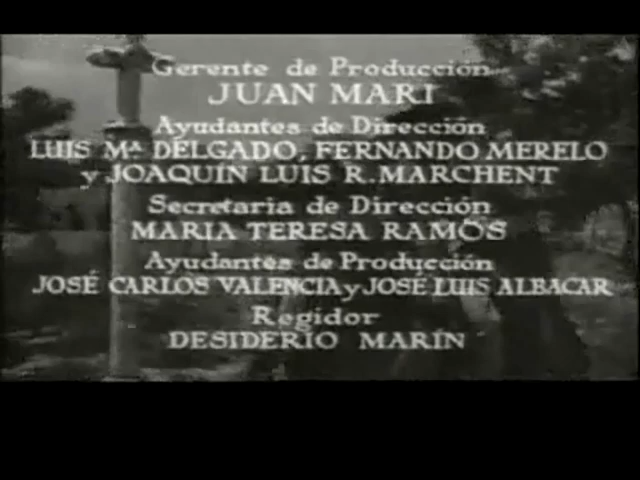 Gerente de Producción
JUAN MARI
Ayudantes de Dirección
LUIS Mª DELGADO, FERNANDO MERELO
y JOAQUÍN LUIS R. MARCHENT
Secretaria de Dirección
MARIA TERESA RAMOS
Ayudantes de Producción
JOSÉ CARLOS VALENCIA y JOSÉ LUIS ALBACAR
Regidor
DESIDERIO MARÍN